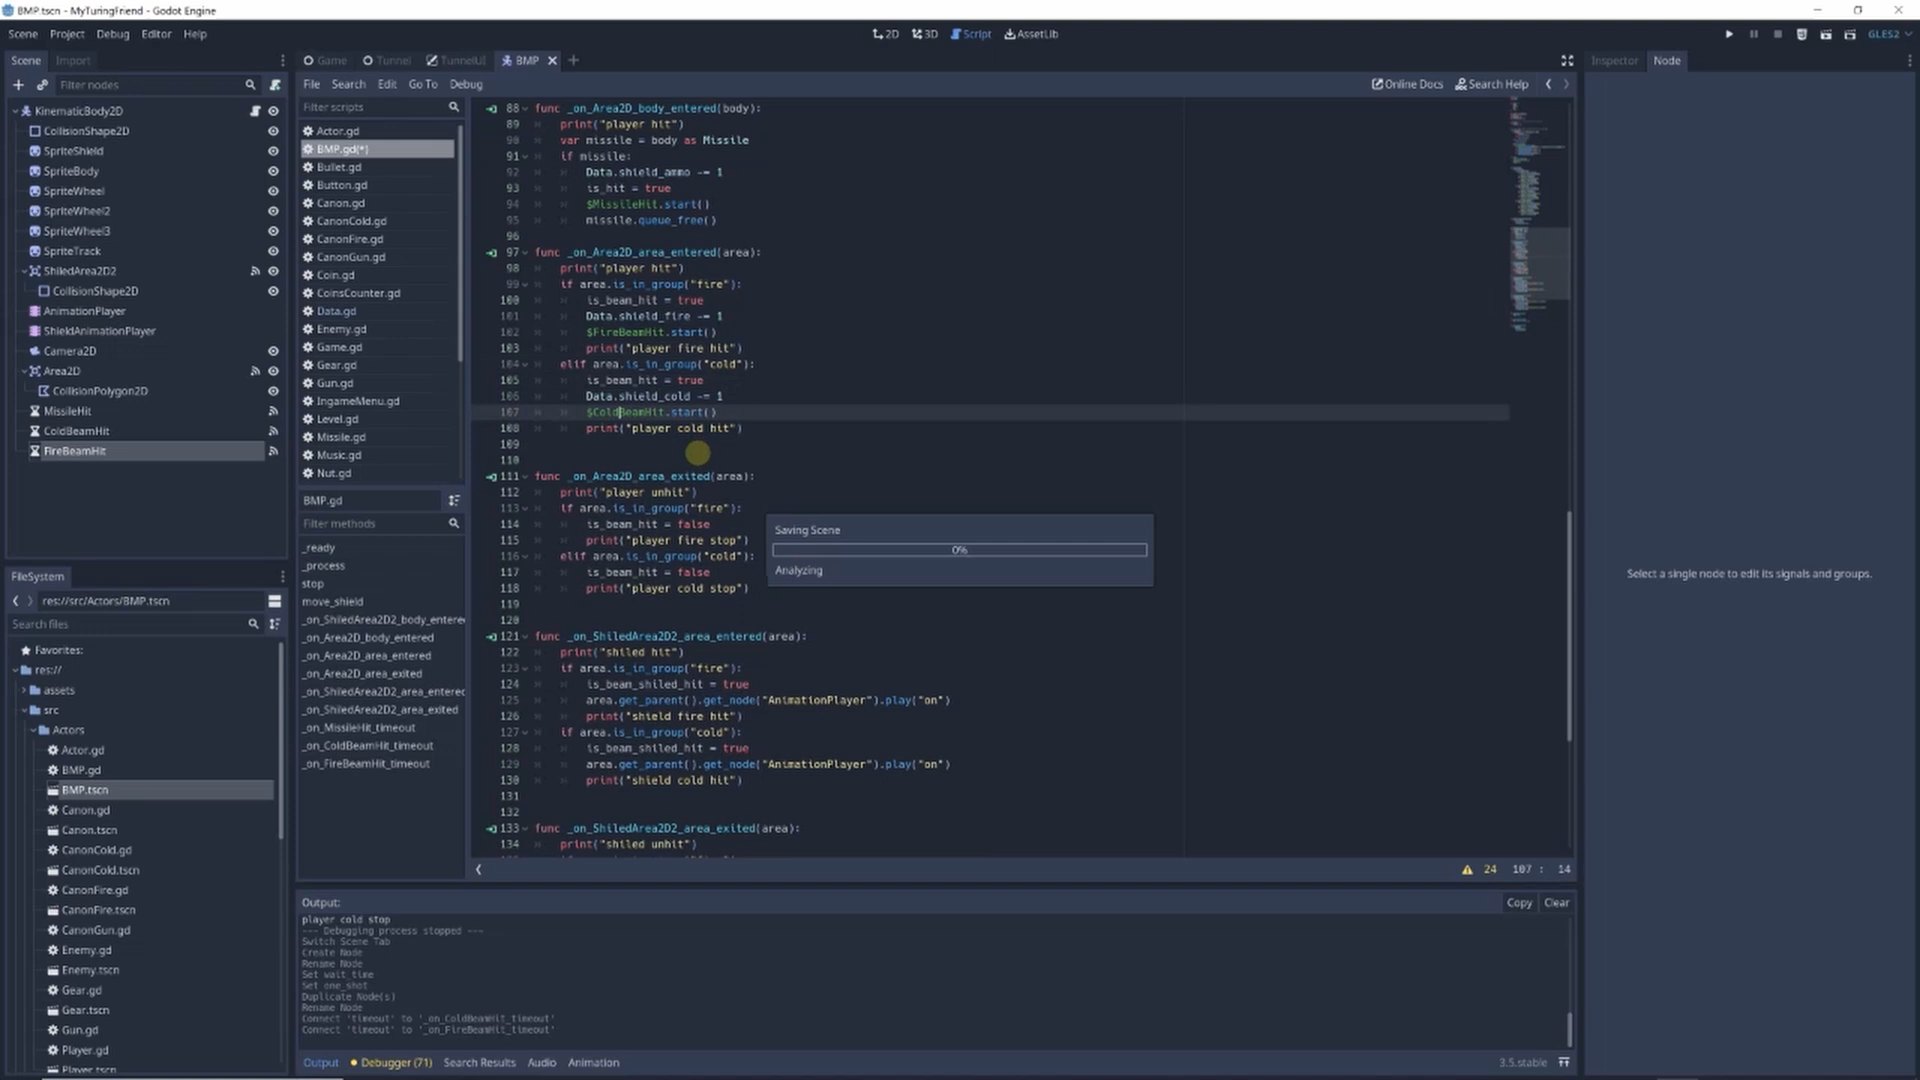 BMP.tscn - MyTuringFriend - Godot Engine
Scene Project Debug Editor Help
2D 3D Script AssetLib
GLES2
Scene Import
Filter nodes
KinematicBody2D
CollisionShape2D
SpriteShield
SpriteBody
SpriteWheel
SpriteWheel2
SpriteWheel3
SpriteTrack
ShiledArea2D2
CollisionShape2D
AnimationPlayer
ShieldAnimationPlayer
Camera2D
Area2D
CollisionPolygon2D
MissileHit
ColdBeamHit
FireBeamHit
FileSystem
res://src/Actors/BMP.tscn
Search files
Favorites:
res://
assets
src
Actors
Actor.gd
BMP.gd
BMP.tscn
Canon.gd
Canon.tscn
CanonCold.gd
CanonCold.tscn
CanonFire.gd
CanonFire.tscn
CanonGun.gd
Enemy.gd
Enemy.tscn
Gear.gd
Gear.tscn
Gun.gd
Player.gd
Player.tscn
Game Tunnel TunnelUI BMP
File Search Edit Go To Debug
Online Docs Search Help
Filter scripts
Actor.gd
BMP.gd(*)
Bullet.gd
Button.gd
Canon.gd
CanonCold.gd
CanonFire.gd
CanonGun.gd
Coin.gd
CoinsCounter.gd
Data.gd
Enemy.gd
Game.gd
Gear.gd
Gun.gd
IngameMenu.gd
Level.gd
Missile.gd
Music.gd
Nut.gd
BMP.gd
Filter methods
_ready
_process
stop
move_shield
_on_ShiledArea2D2_body_entere
_on_Area2D_body_entered
_on_Area2D_area_entered
_on_Area2D_area_exited
_on_ShiledArea2D2_area_entere
_on_ShiledArea2D2_area_exited
_on_MissileHit_timeout
_on_ColdBeamHit_timeout
_on_FireBeamHit_timeout
88 func _on_Area2D_body_entered(body):
89 print("player hit")
90 var missile = body as Missile
91 if missile:
92 Data.shield_ammo -= 1
93 is_hit = true
94 $MissileHit.start()
95 missile.queue_free()
96
97 func _on_Area2D_area_entered(area):
98 print("player hit")
99 if area.is_in_group("fire"):
100 is_beam_hit = true
101 Data.shield_fire -= 1
102 $FireBeamHit.start()
103 print("player fire hit")
104 elif area.is_in_group("cold"):
105 is_beam_hit = true
106 Data.shield_cold -= 1
107 $ColdBeamHit.start()
108 print("player cold hit")
109
110
111 func _on_Area2D_area_exited(area):
112 print("player unhit")
113 if area.is_in_group("fire"):
114 is_beam_hit = false
115 print("player fire stop")
116 elif area.is_in_group("cold"):
117 is_beam_hit = false
118 print("player cold stop")
119
120
121 func _on_ShiledArea2D2_area_entered(area):
122 print("shiled hit")
123 if area.is_in_group("fire"):
124 is_beam_shiled_hit = true
125 area.get_parent().get_node("AnimationPlayer").play("on")
126 print("shield fire hit")
127 if area.is_in_group("cold"):
128 is_beam_shiled_hit = true
129 area.get_parent().get_node("AnimationPlayer").play("on")
130 print("shield cold hit")
131
132
133 func _on_ShiledArea2D2_area_exited(area):
134 print("shiled unhit")
Saving Scene
0%
Analyzing
24 107 : 14
Output:
Copy Clear
player cold stop
--- Debugging process stopped ---
Switch Scene Tab
Create Node
Rename Node
Set wait_time
Set one_shot
Duplicate Node(s)
Rename Node
Connect 'timeout' to '_on_ColdBeamHit_timeout'
Connect 'timeout' to '_on_FireBeamHit_timeout'
Output Debugger (71) Search Results Audio Animation
3.5.stable
Inspector Node
Select a single node to edit its signals and groups.